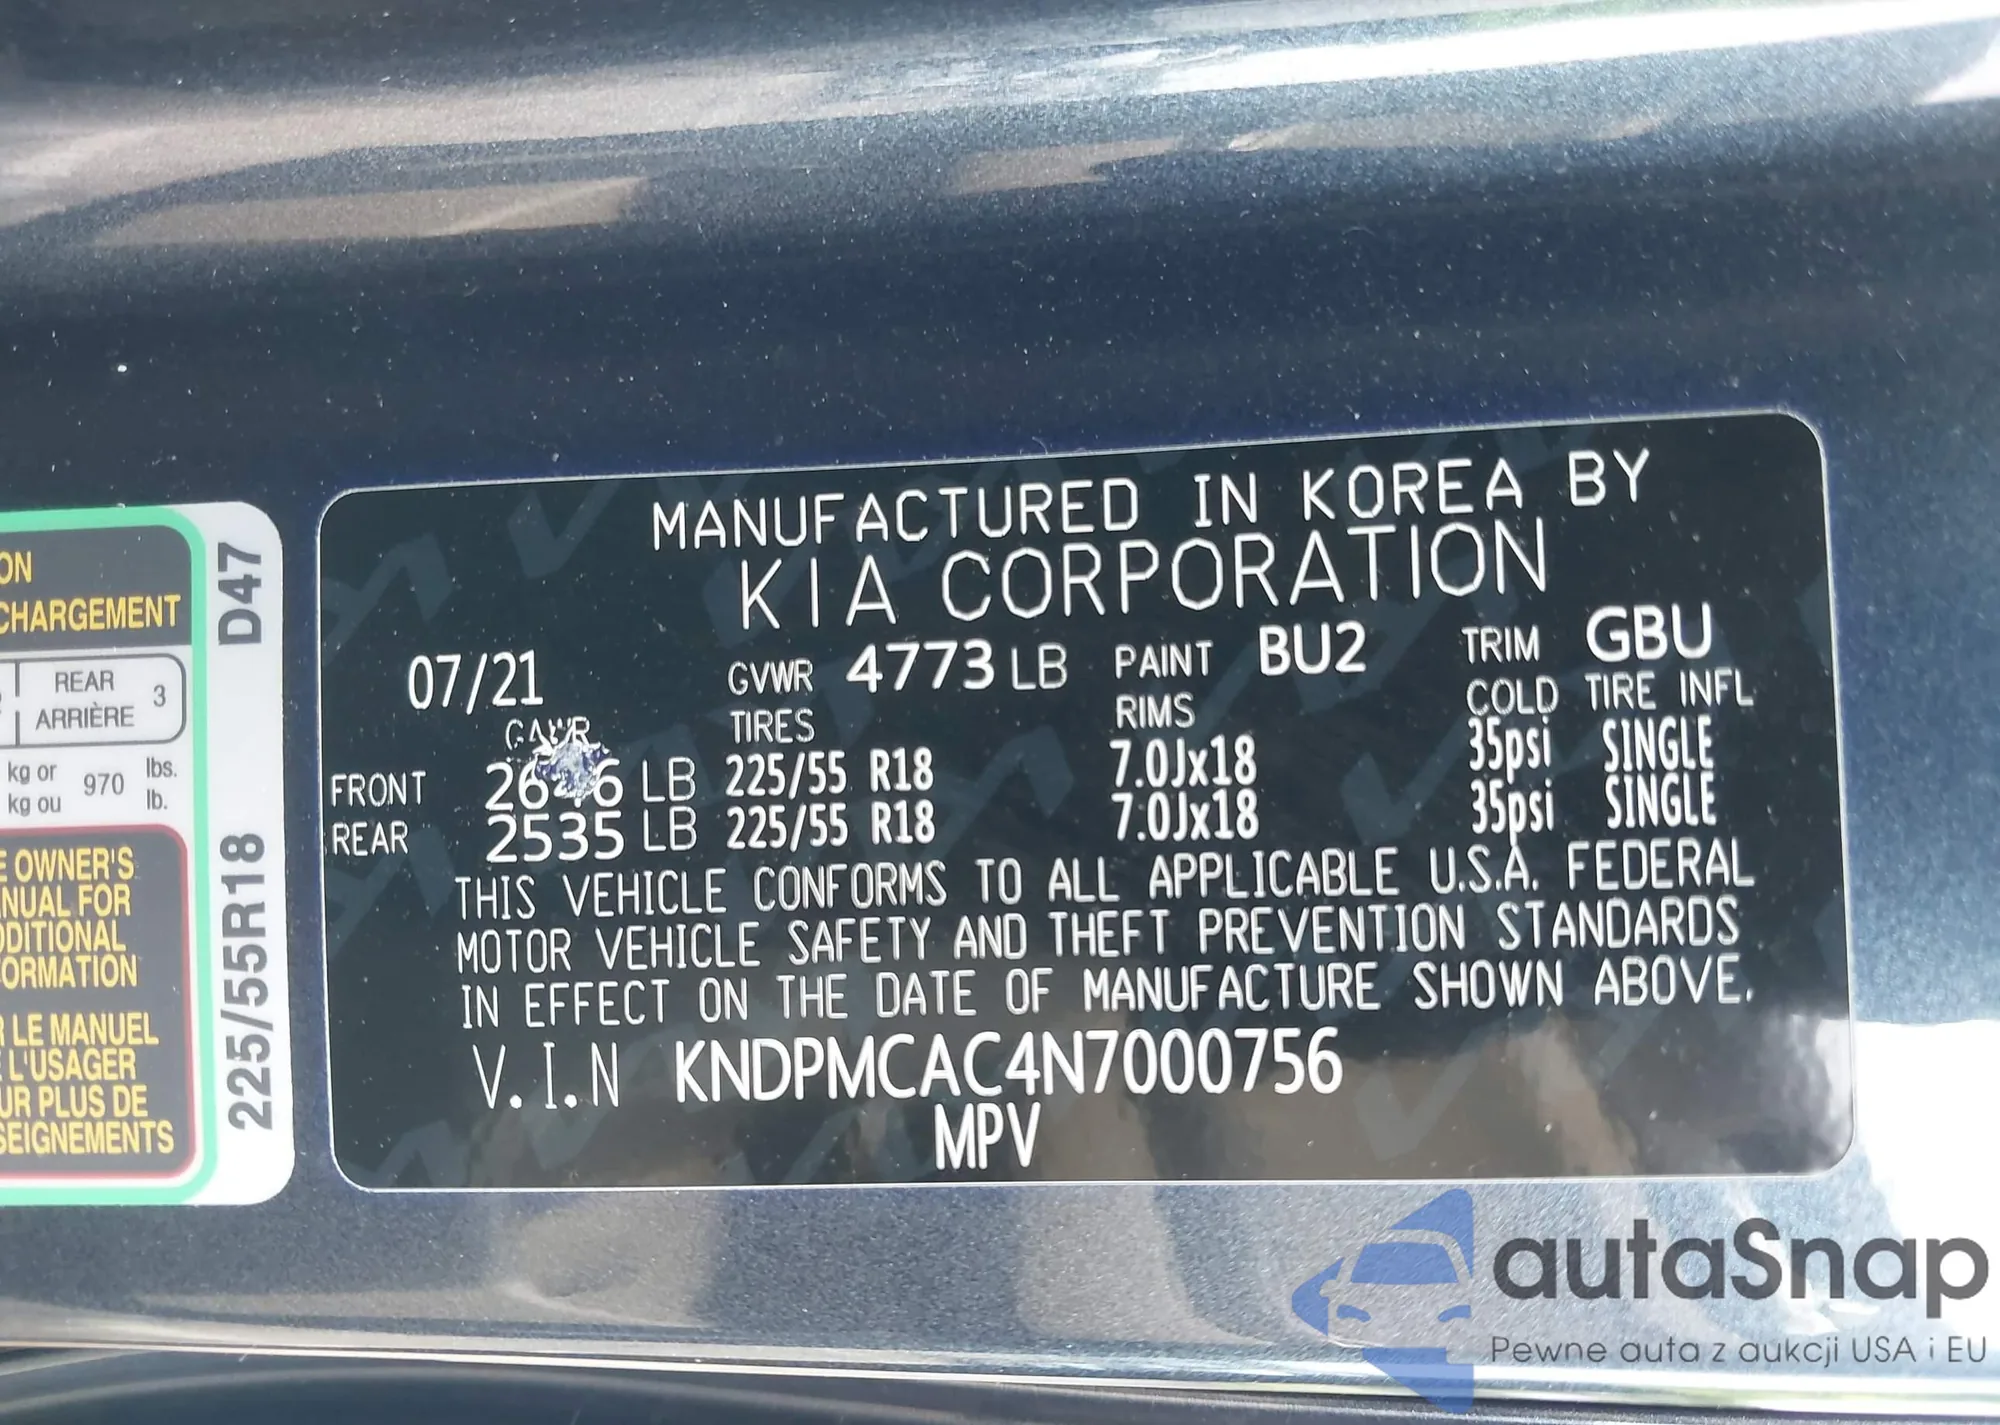 ON
CHARGEMENT
REAR
ARRIÈRE 3
kg or
kg ou 970 lbs.
lb.
E OWNER'S
NUAL FOR
DDITIONAL
FORMATION
R LE MANUEL
E L'USAGER
UR PLUS DE
SEIGNEMENTS
D47
225/55R18
MANUFACTURED IN KOREA BY
KIA CORPORATION
07/21 GVWR 4773 LB PAINT BU2 TRIM GBU
GAWR TIRES RIMS COLD TIRE INFL
FRONT LB 225/55 R18 7.0Jx18 35psi SINGLE
REAR 2535 LB 225/55 R18 7.0Jx18 35psi SINGLE
THIS VEHICLE CONFORMS TO ALL APPLICABLE U.S.A. FEDERAL
MOTOR VEHICLE SAFETY AND THEFT PREVENTION STANDARDS
IN EFFECT ON THE DATE OF MANUFACTURE SHOWN ABOVE.
V.I.N KNDPMCAC4N7000756
MPV
autaSnap
Pewne auta z aukcji USA i EU